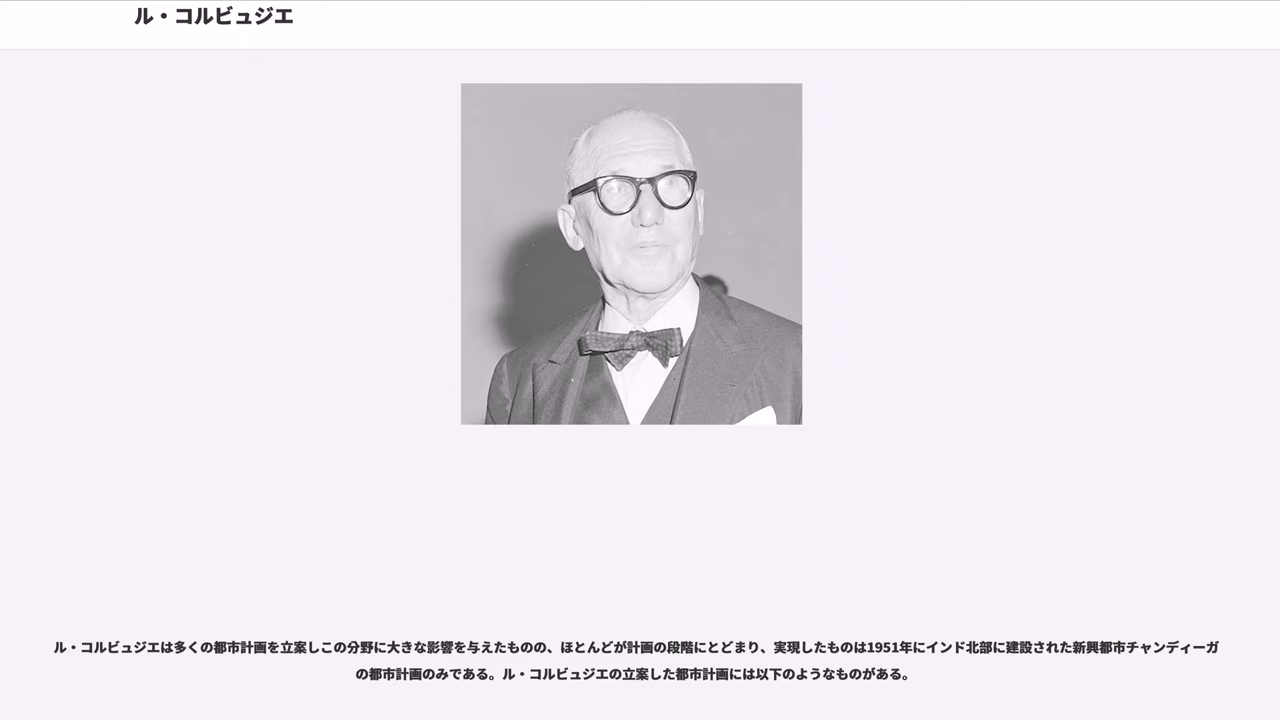 ル・コルビュジエ
ル・コルビュジエは多くの都市計画を立案しこの分野に大きな影響を与えたものの、ほとんどが計画の段階にとどまり、実現したものは1951年にインド北部に建設された新興都市チャンディーガ
の都市計画のみである。ル・コルビュジエの立案した都市計画には以下のようなものがある。